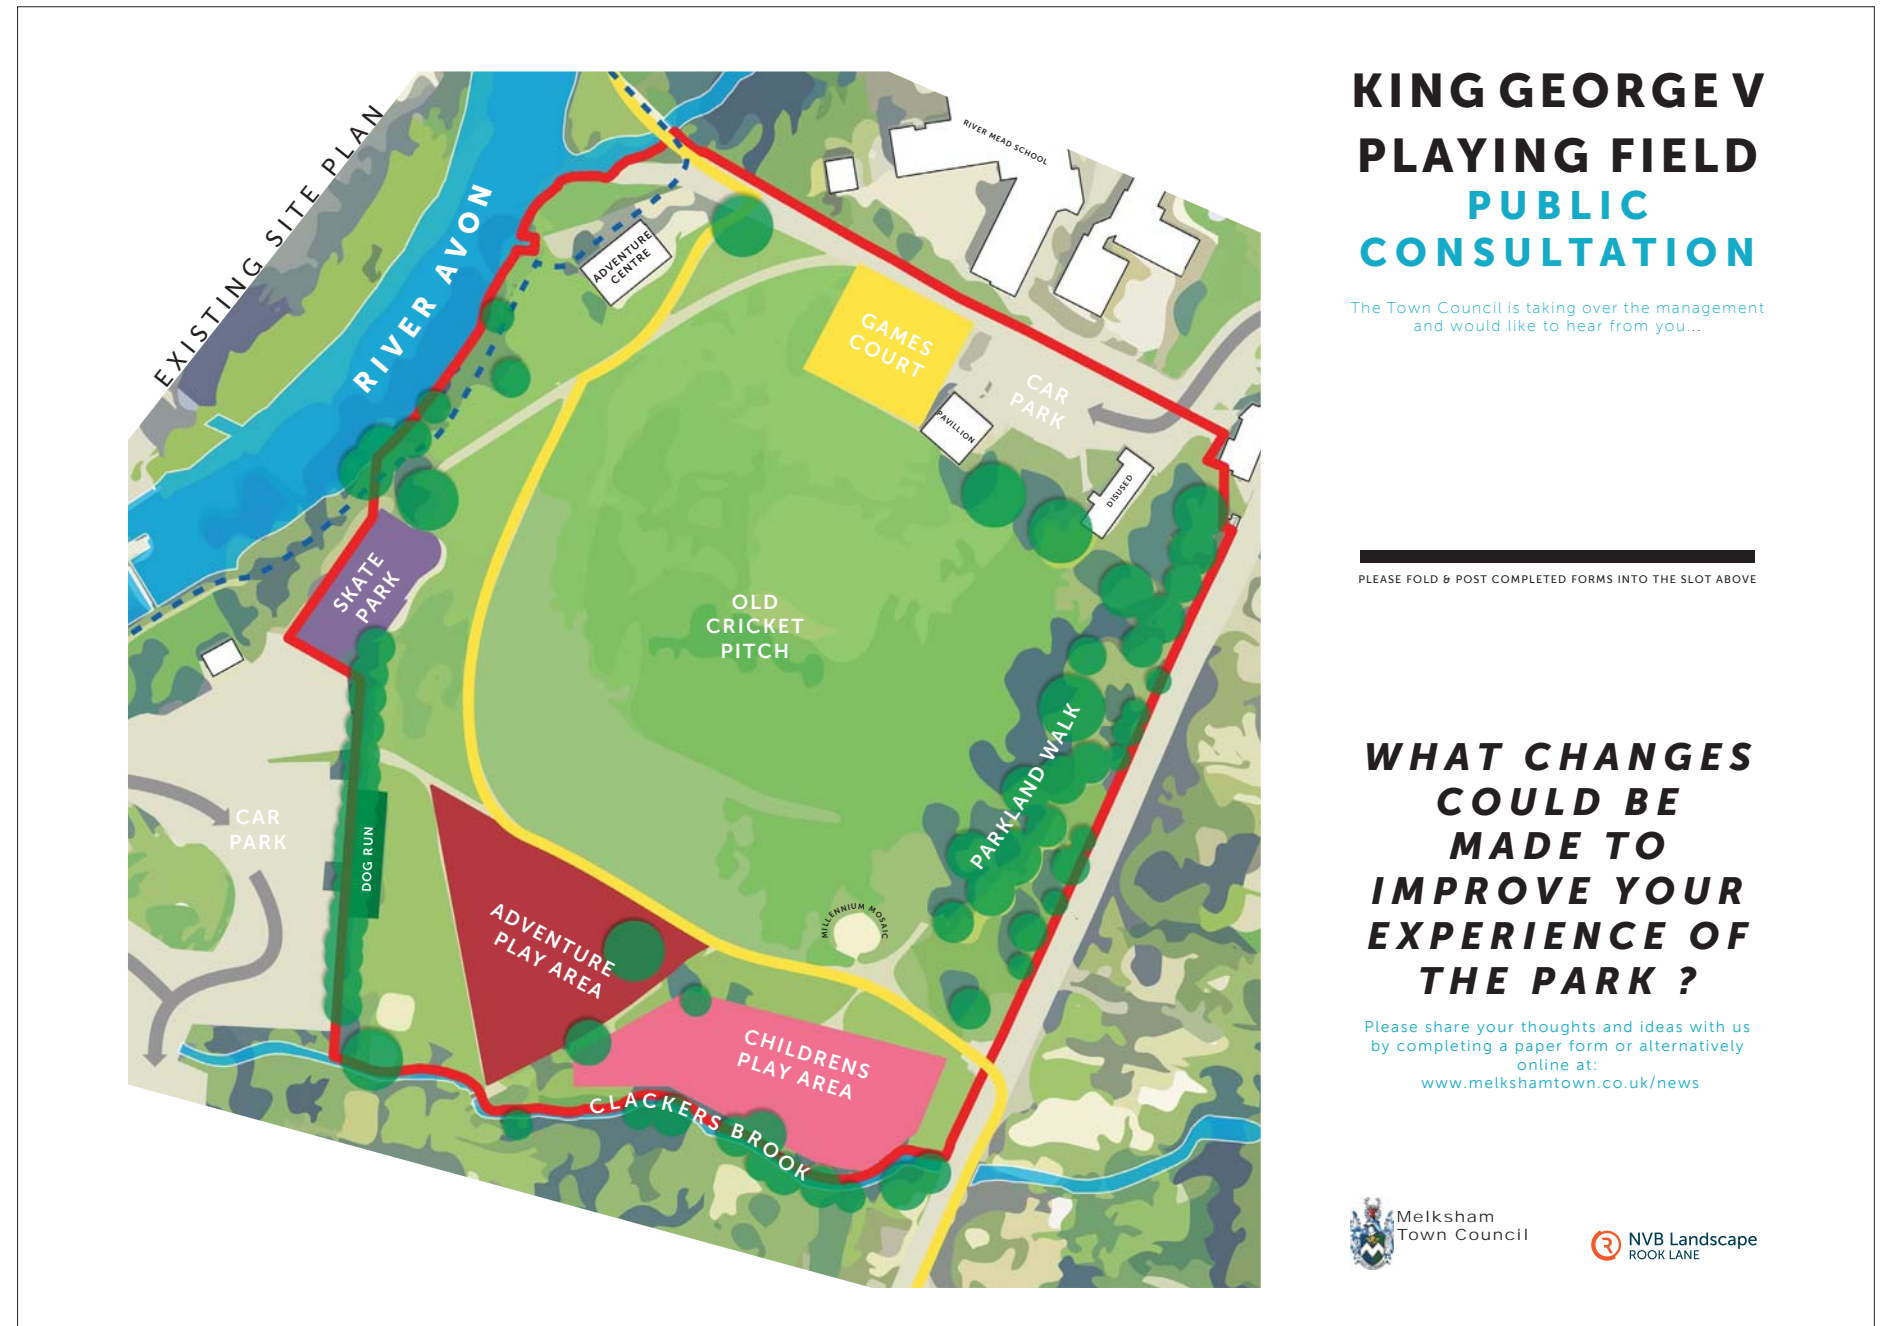 EXISTING SITE PLAN
RIVER AVON
RIVER MEAD SCHOOL
ADVENTURE
CENTRE
GAMES
COURT
CAR
PARK
PAVILLION
DISUSED
SKATE
PARK
OLD
CRICKET
PITCH
PARKLAND WALK
CAR
PARK
DOG RUN
MILLENNIUM MOSAIC
ADVENTURE
PLAY AREA
CHILDRENS
PLAY AREA
CLACKERS BROOK
KING GEORGE V
PLAYING FIELD
PUBLIC
CONSULTATION
The Town Council is taking over the management
and would like to hear from you...
PLEASE FOLD & POST COMPLETED FORMS INTO THE SLOT ABOVE
WHAT CHANGES
COULD BE
MADE TO
IMPROVE YOUR
EXPERIENCE OF
THE PARK ?
Please share your thoughts and ideas with us
by completing a paper form or alternatively
online at:
www.melkshamtown.co.uk/news
Melksham
Town Council
NVB Landscape
ROOK LANE